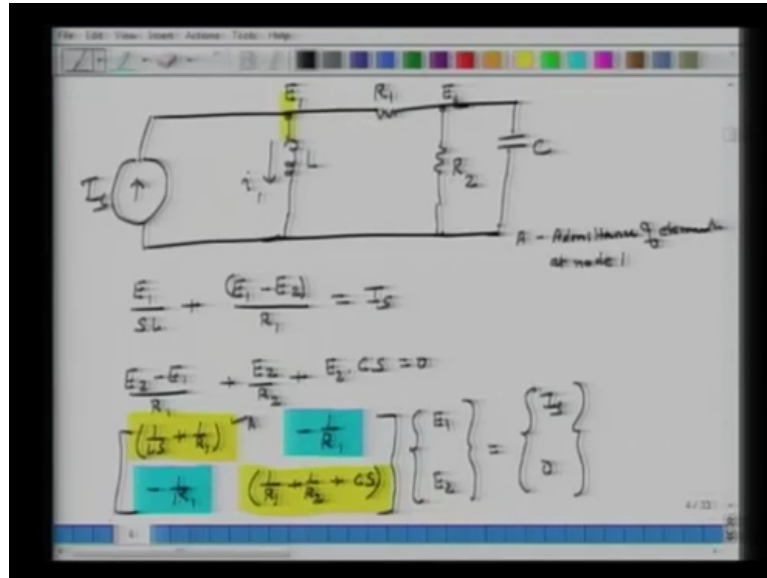 File Edit View Insert Actions Tools Help
E1 R1 E2
Is i1 L R2 C
A - Admittance of elements
at node 1
E1/SL + (E1 - E2)/R1 = Is
(E2 - E1)/R1 + E2/R2 + E2.CS = 0
[(1/LS + 1/R1) A -1/R1] {E1} = {Is}
[-1/R1 (1/R1 + 1/R2 + CS)] {E2} {0}